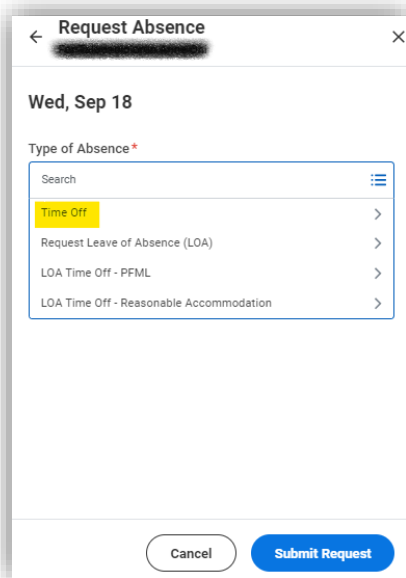 Request Absence
Wed, Sep 18
Type of Absence*
Search
Time Off
Request Leave of Absence (LOA)
LOA Time Off - PFML
LOA Time Off - Reasonable Accommodation
Cancel
Submit Request